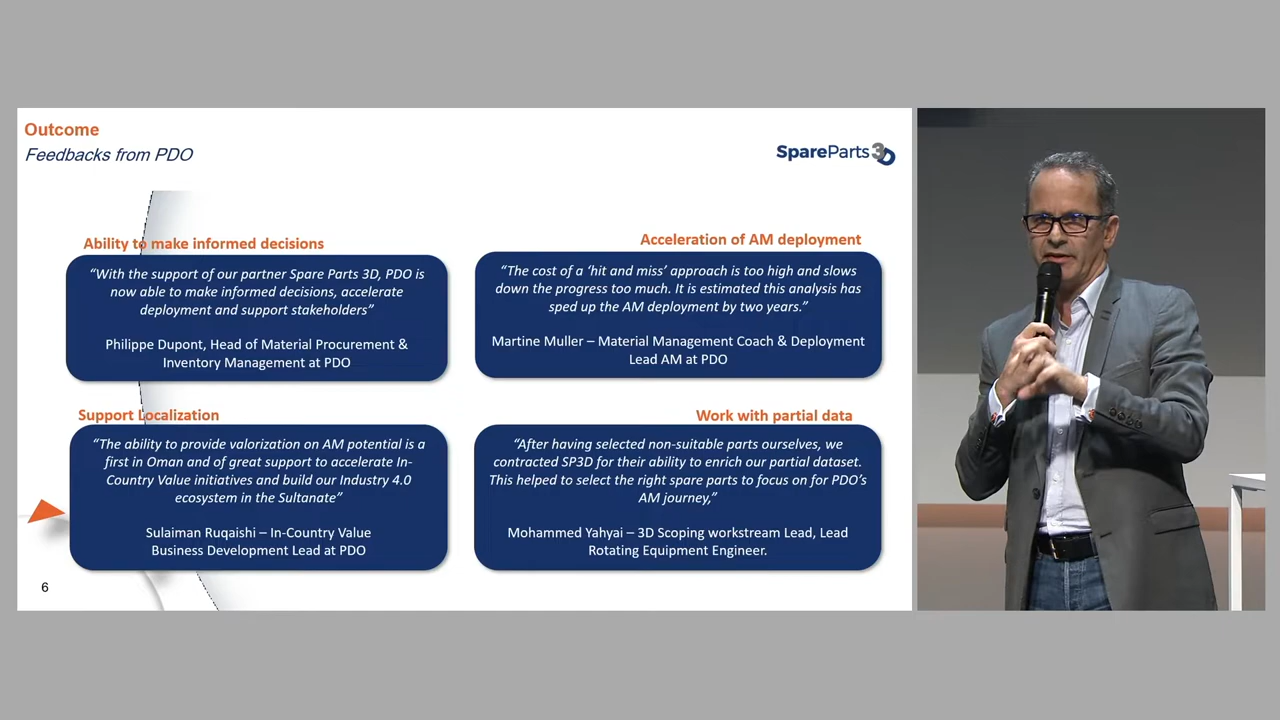 Outcome
Feedbacks from PDO
SpareParts3D
Ability to make informed decisions
“With the support of our partner Spare Parts 3D, PDO is
now able to make informed decisions, accelerate
deployment and support stakeholders”
Philippe Dupont, Head of Material Procurement &
Inventory Management at PDO
Acceleration of AM deployment
“The cost of a ‘hit and miss’ approach is too high and slows
down the progress too much. It is estimated this analysis has
sped up the AM deployment by two years.”
Martine Muller – Material Management Coach & Deployment
Lead AM at PDO
Support Localization
“The ability to provide valorization on AM potential is a
first in Oman and of great support to accelerate In-
Country Value initiatives and build our Industry 4.0
ecosystem in the Sultanate”
Sulaiman Ruqaishi – In-Country Value
Business Development Lead at PDO
Work with partial data
“After having selected non-suitable parts ourselves, we
contracted SP3D for their ability to enrich our partial dataset.
This helped to select the right spare parts to focus on for PDO’s
AM journey,”
Mohammed Yahyai – 3D Scoping workstream Lead, Lead
Rotating Equipment Engineer.
6